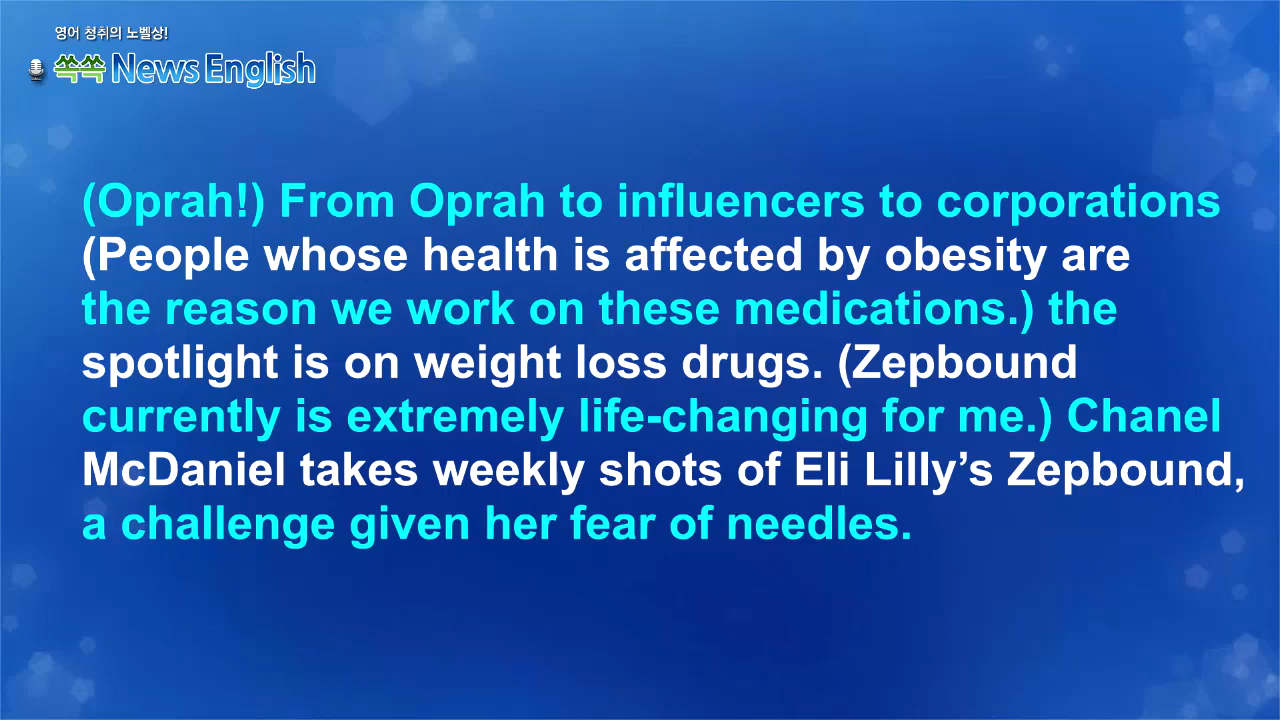 영어 청취의 노벨상!
쏙쏙 News English
(Oprah!) From Oprah to influencers to corporations
(People whose health is affected by obesity are
the reason we work on these medications.) the
spotlight is on weight loss drugs. (Zepbound
currently is extremely life-changing for me.) Chanel
McDaniel takes weekly shots of Eli Lilly’s Zepbound,
a challenge given her fear of needles.